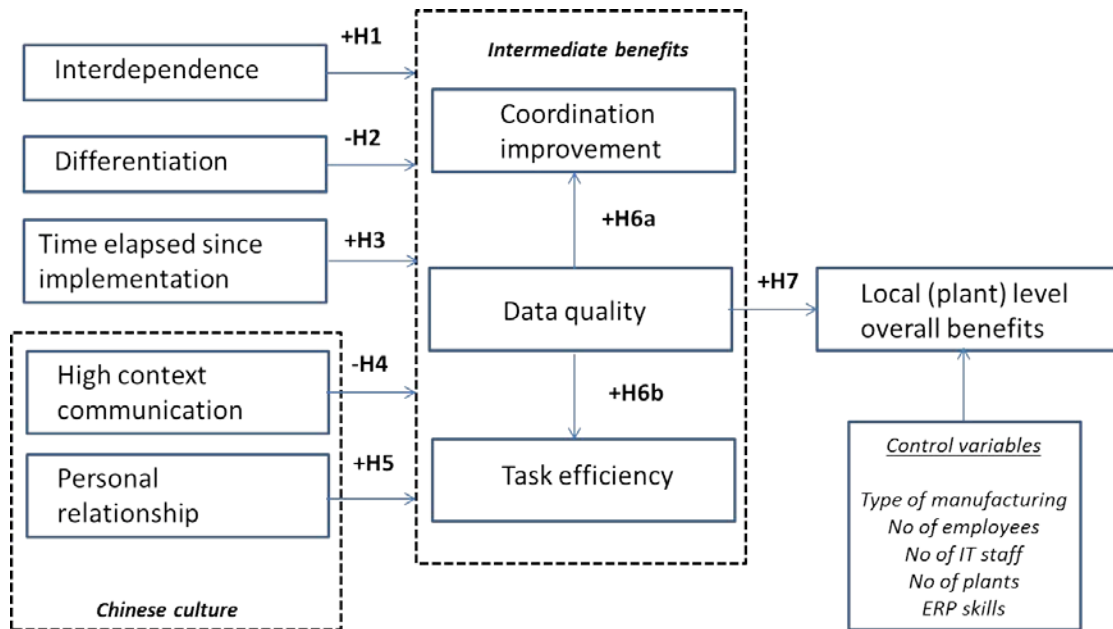 +H1
Interdependence
-H2
Differentiation
+H3
Time elapsed since
implementation
-H4
High context
communication
+H5
Personal
relationship
Chinese culture
Intermediate benefits
Coordination
improvement
+H6a
Data quality
+H6b
Task efficiency
+H7
Local (plant) level
overall benefits
Control variables
Type of manufacturing
No of employees
No of IT staff
No of plants
ERP skills